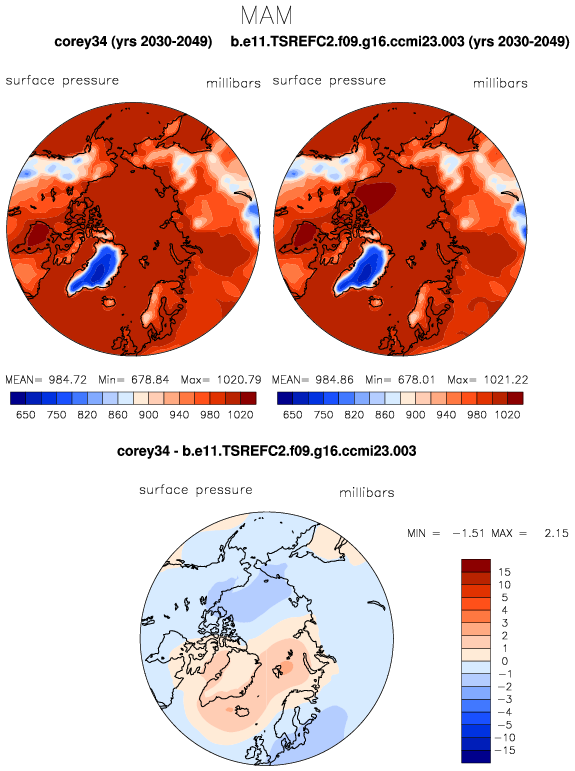 MAM
corey34 (yrs 2030-2049) b.e11.TSREFC2.f09.g16.ccmi23.003 (yrs 2030-2049)
surface pressure millibars surface pressure millibars
MEAN= 984.72 Min= 678.84 Max= 1020.79 MEAN= 984.86 Min= 678.01 Max= 1021.22
650 750 820 860 900 940 980 1020 650 750 820 860 900 940 980 1020
corey34 - b.e11.TSREFC2.f09.g16.ccmi23.003
surface pressure millibars
MIN = -1.51 MAX = 2.15
15
10
5
4
3
2
1
0
-1
-2
-3
-4
-5
-10
-15